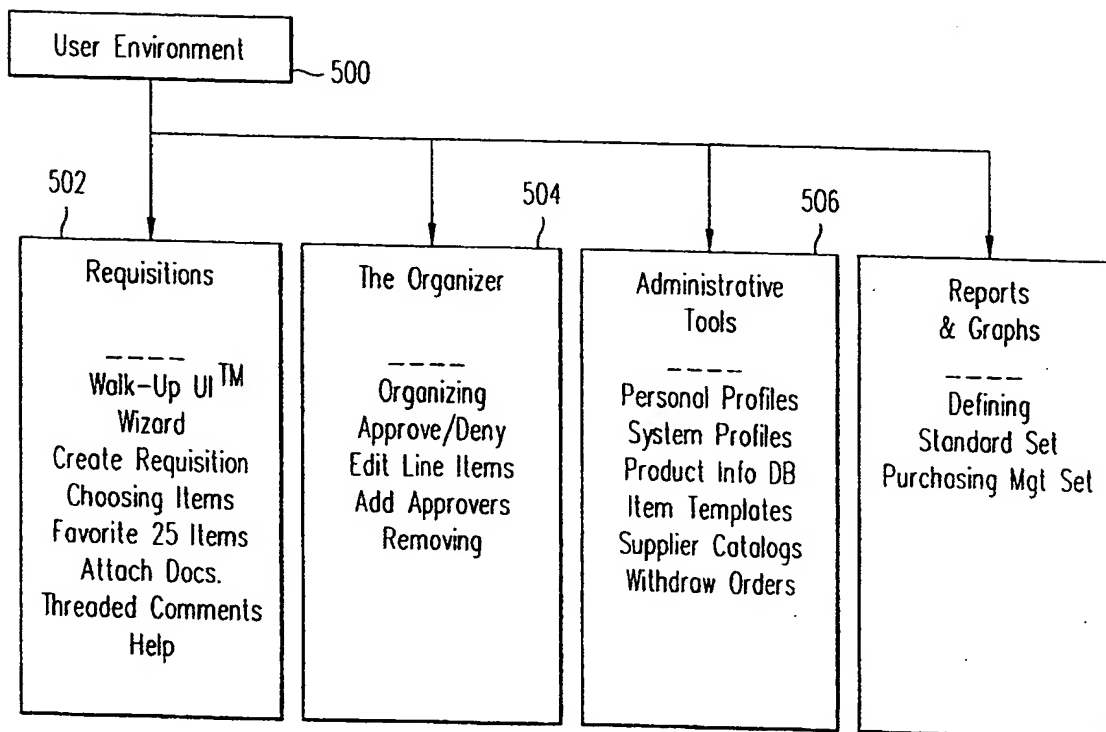 User Environment
500
502
Requisitions
Walk-Up UI™
Wizard
Create Requisition
Choosing Items
Favorite 25 Items
Attach Docs.
Threaded Comments
Help
504
The Organizer
Organizing
Approve/Deny
Edit Line Items
Add Approvers
Removing
506
Administrative
Tools
Personal Profiles
System Profiles
Product Info DB
Item Templates
Supplier Catalogs
Withdraw Orders
Reports
& Graphs
Defining
Standard Set
Purchasing Mgt Set